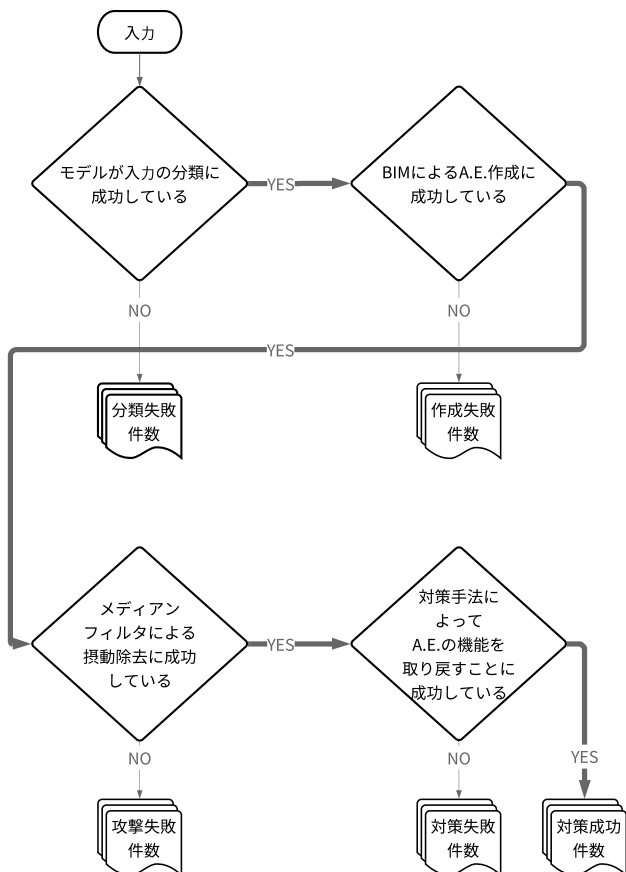 入力
モデルが入力の分類に
成功している
YES
BIMによるA.E.作成に
成功している
NO
NO
YES
分類失敗
件数
作成失敗
件数
メディアン
フィルタによる
摂動除去に成功
している
YES
対策手法に
よって
A.E.の機能を
取り戻すことに
成功している
NO
NO
YES
攻撃失敗
件数
対策失敗
件数
対策成功
件数